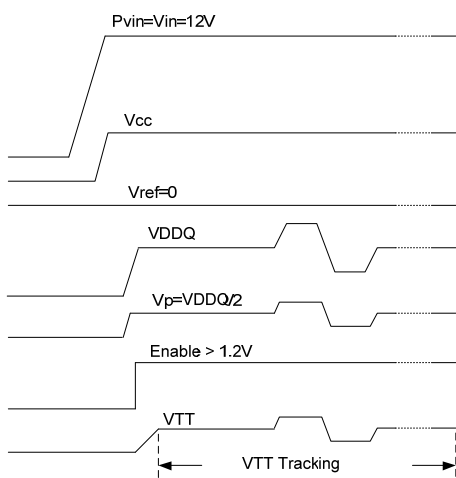 Pvin=Vin=12V
Vcc
Vref=0
VDDQ
Vp=VDDQ/2
Enable > 1.2V
VTT
VTT Tracking